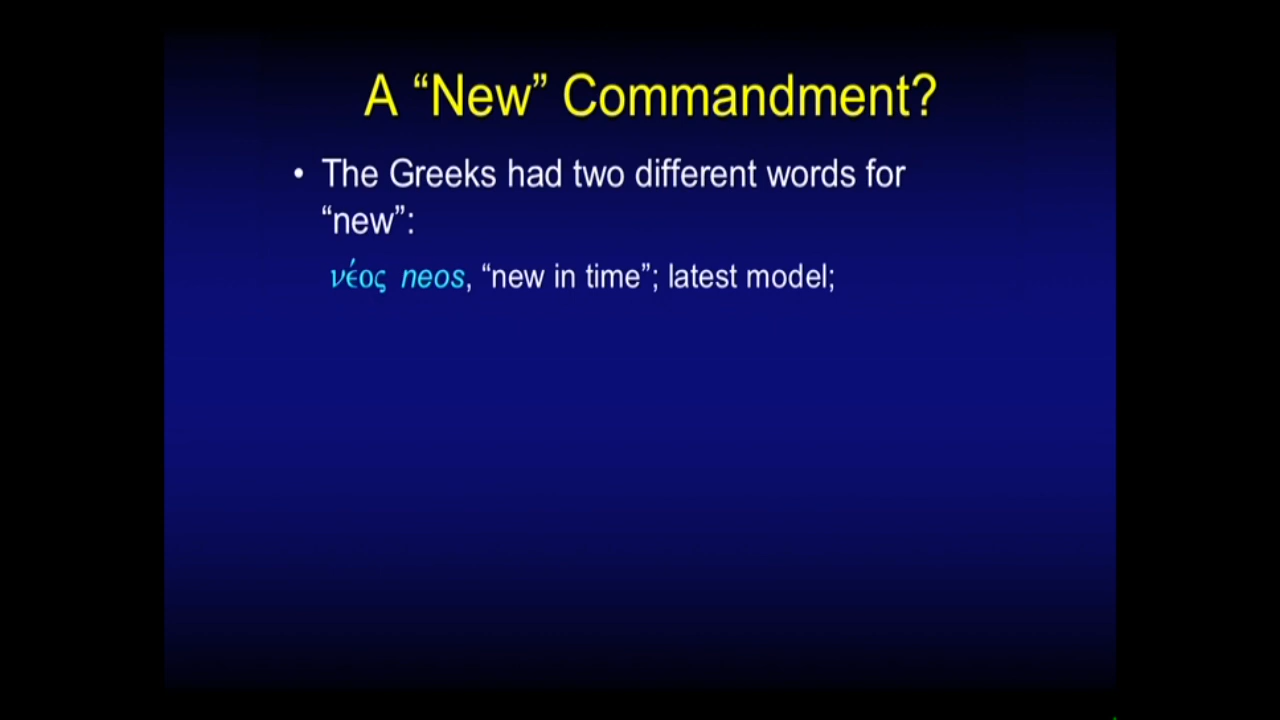 A “New” Commandment?
• The Greeks had two different words for
“new”:
νέος neos, “new in time”; latest model;